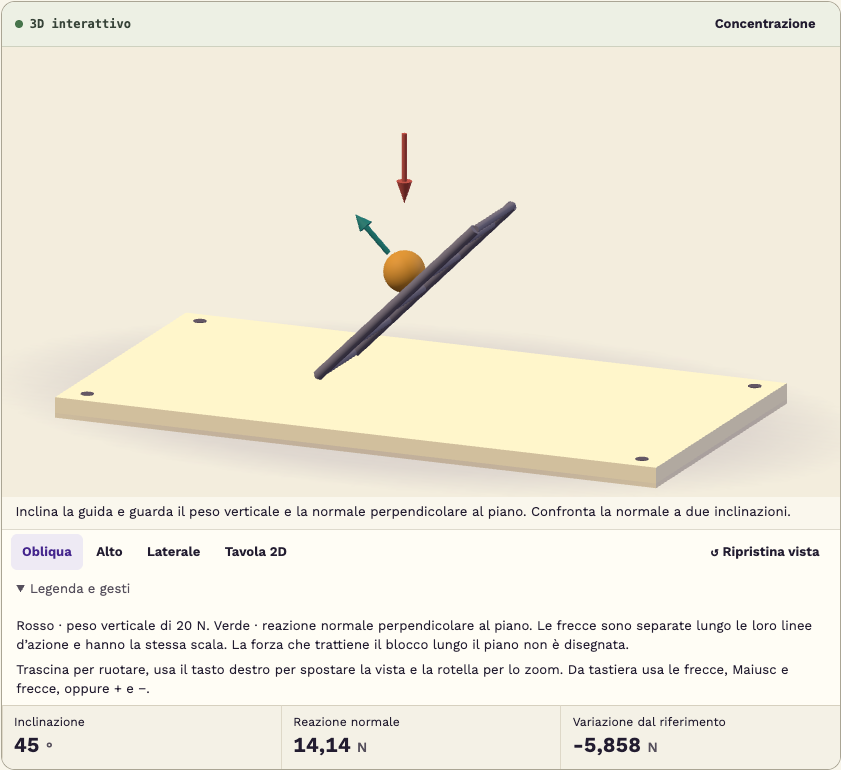 3D interattivo
Concentrazione
Inclina la guida e guarda il peso verticale e la normale perpendicolare al piano. Confronta la normale a due inclinazioni.
Obliqua Alto Laterale Tavola 2D ↺ Ripristina vista
▼ Legenda e gesti
Rosso · peso verticale di 20 N. Verde · reazione normale perpendicolare al piano. Le frecce sono separate lungo le loro linee
d’azione e hanno la stessa scala. La forza che trattiene il blocco lungo il piano non è disegnata.
Trascina per ruotare, usa il tasto destro per spostare la vista e la rotella per lo zoom. Da tastiera usa le frecce, Maiusc e
frecce, oppure + e −.
Inclinazione
45 °
Reazione normale
14,14 N
Variazione dal riferimento
-5,858 N